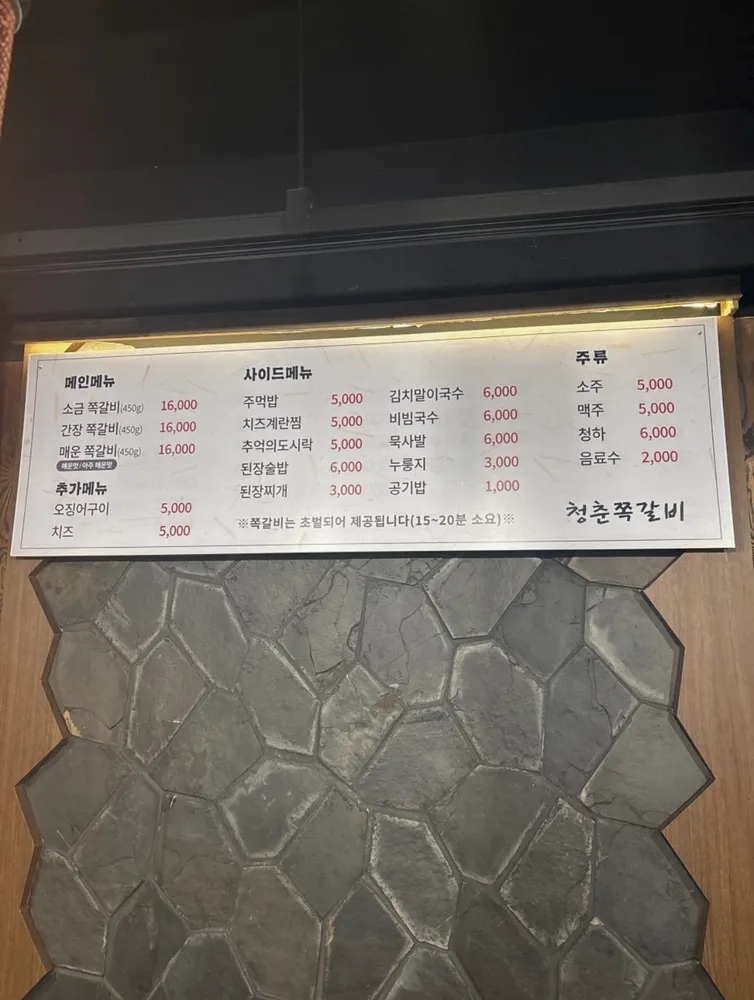 메인메뉴
소금 쪽갈비(450g) 16,000
간장 쪽갈비(450g) 16,000
매운 쪽갈비(450g) 16,000
매운맛/아주 매운맛
추가메뉴
오징어구이 5,000
치즈 5,000
사이드메뉴
주먹밥 5,000
치즈계란찜 5,000
추억의도시락 5,000
된장술밥 6,000
된장찌개 3,000
김치말이국수 6,000
비빔국수 6,000
묵사발 6,000
누룽지 3,000
공기밥 1,000
※쪽갈비는 초벌되어 제공됩니다(15~20분 소요)※
주류
소주 5,000
맥주 5,000
청하 6,000
음료수 2,000
청춘쪽갈비